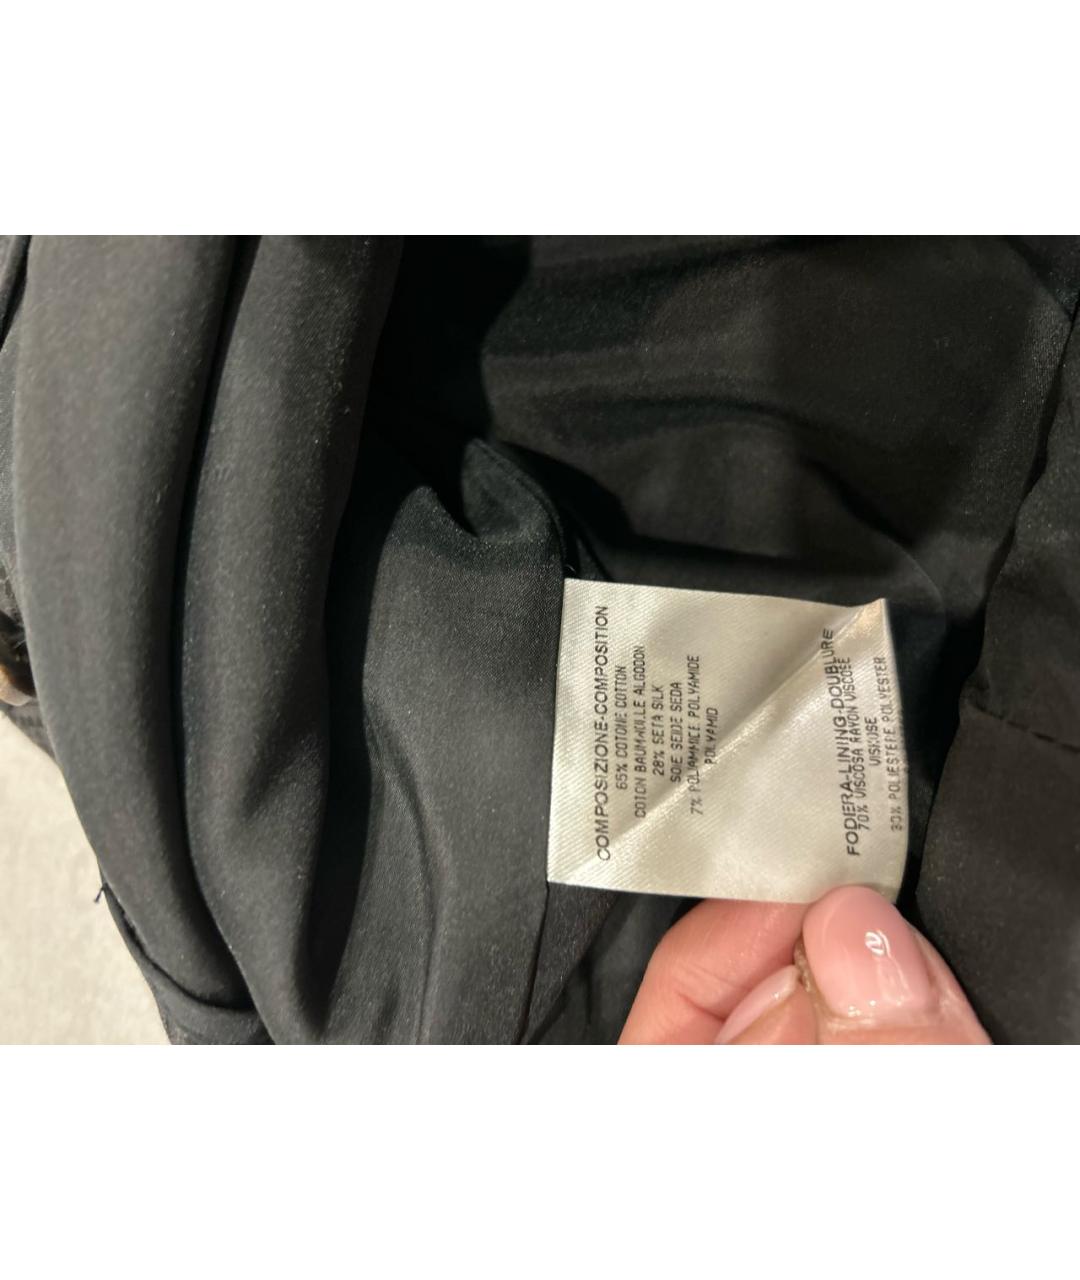 COMPOSIZIONE-COMPOSITION
65% COTONE COTTON
COTON BAUMWOLLE ALGODON
28% SETA SILK
SOIE SEIDE SEDA
7% POLIAMMICE POLYAMIDE
POLYAMID
FODERA-LINING-DOUBLURE
70% VISCOSA RAYON VISCOSE
VISKOSE
30% POLIESTERE POLYESTER